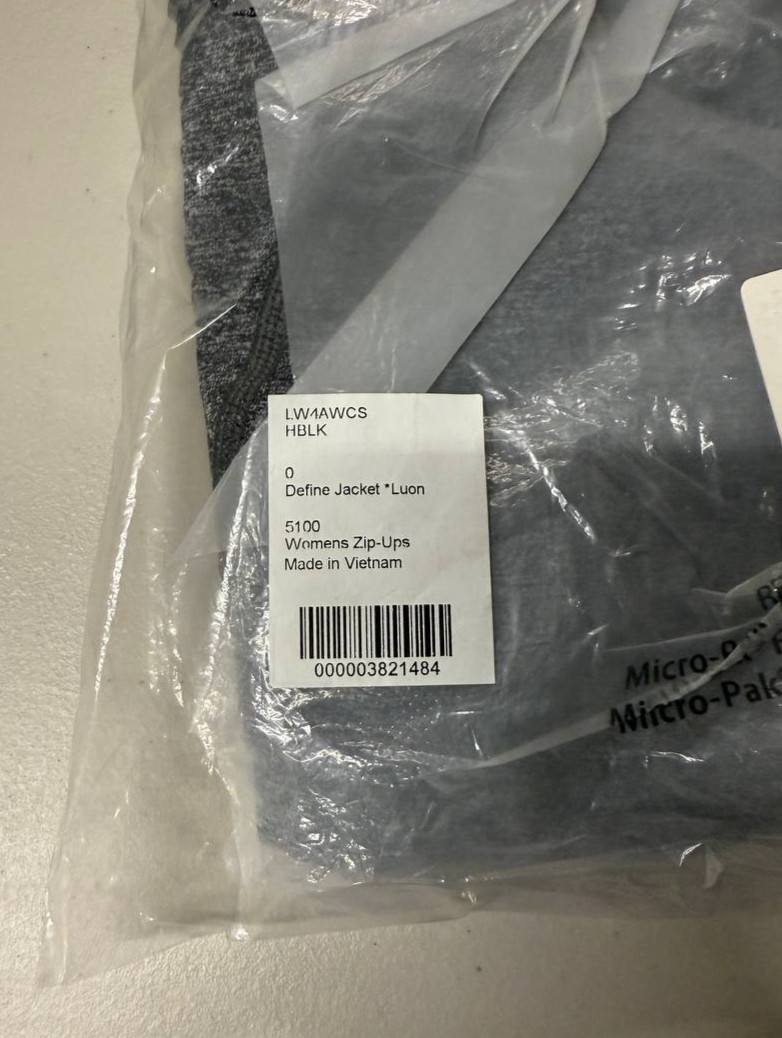 LW4AWCS
HBLK
0
Define Jacket *Luon
5100
Womens Zip-Ups
Made in Vietnam
000003821484
Micro-Pak